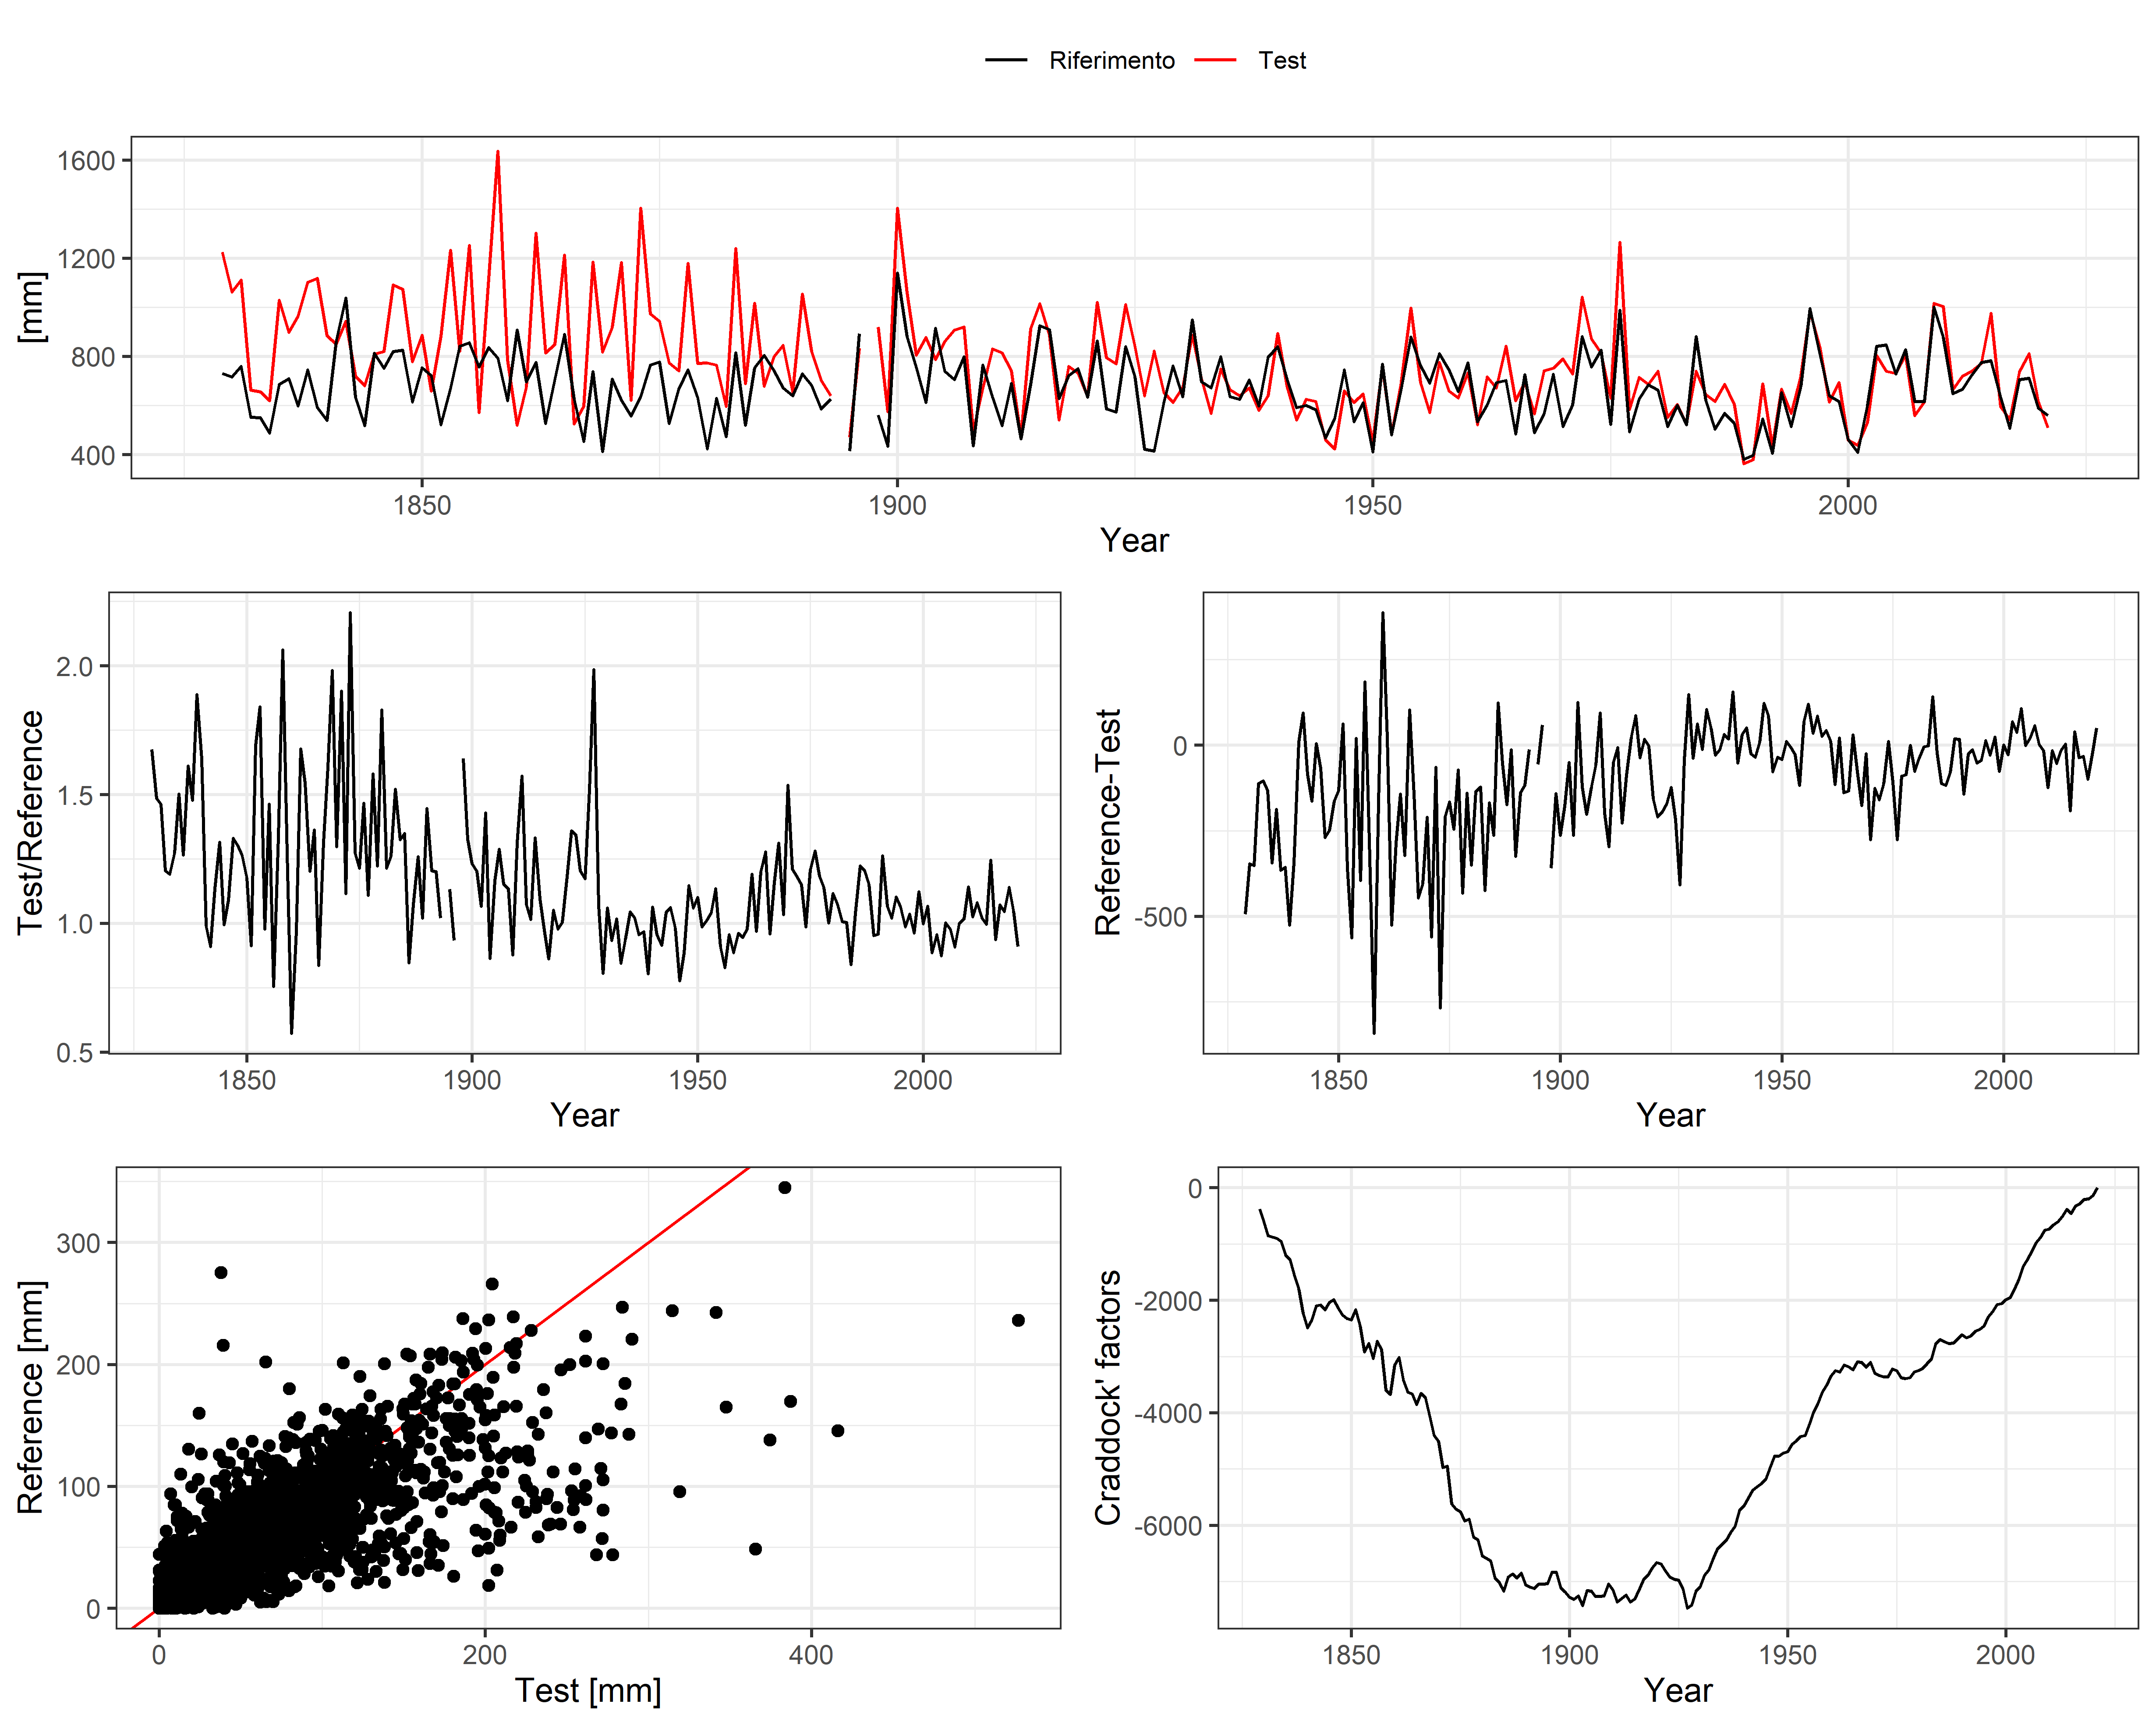 Riferimento Test
[mm]
1600
1200
800
400
1850 1900 1950 2000
Year
Test/Reference
2.0
1.5
1.0
0.5
1850 1900 1950 2000
Year
Reference-Test
0
-500
1850 1900 1950 2000
Year
Reference [mm]
300
200
100
0
0 200 400
Test [mm]
Craddock' factors
0
-2000
-4000
-6000
1850 1900 1950 2000
Year